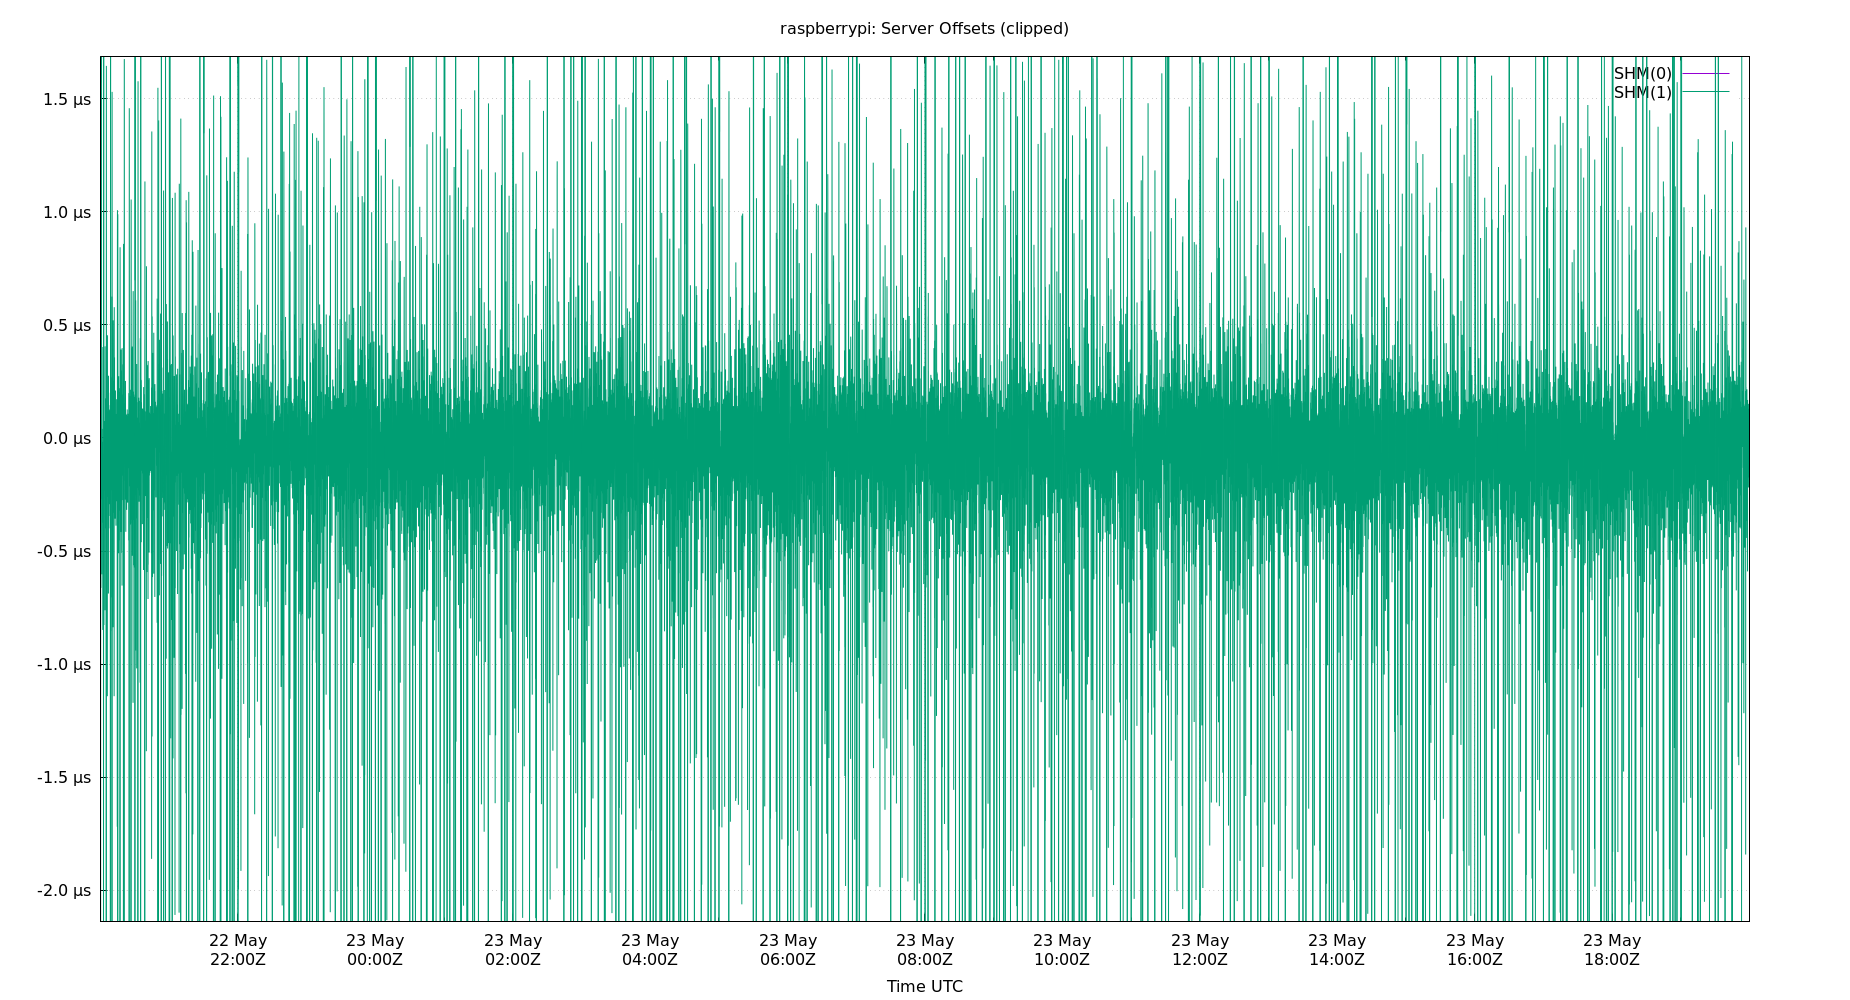 raspberrypi: Server Offsets (clipped)
SHM(0)
SHM(1)
1.5 µs
1.0 µs
0.5 µs
0.0 µs
-0.5 µs
-1.0 µs
-1.5 µs
-2.0 µs
22 May 23 May 23 May 23 May 23 May 23 May 23 May 23 May 23 May 23 May 23 May
22:00Z 00:00Z 02:00Z 04:00Z 06:00Z 08:00Z 10:00Z 12:00Z 14:00Z 16:00Z 18:00Z
Time UTC